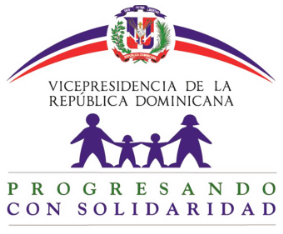 VICEPRESIDENCIA DE LA
REPÚBLICA DOMINICANA
PROGRESANDO
CON SOLIDARIDAD